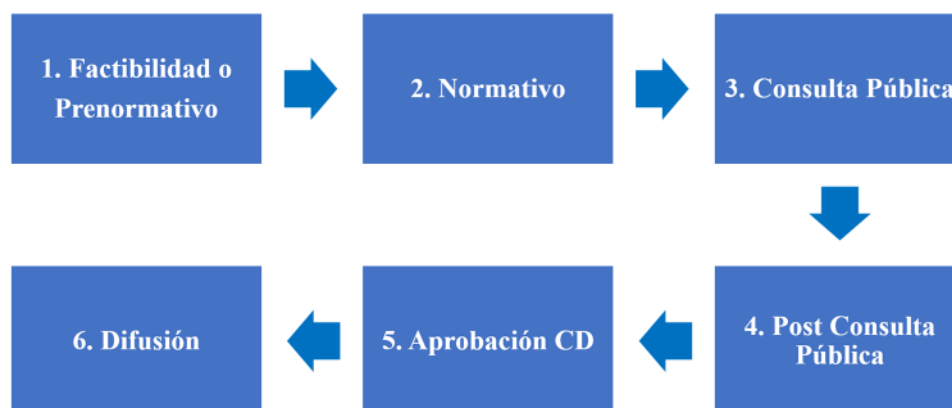 1. Factibilidad o
Prenormativo
2. Normativo
3. Consulta Pública
4. Post Consulta
Pública
5. Aprobación CD
6. Difusión